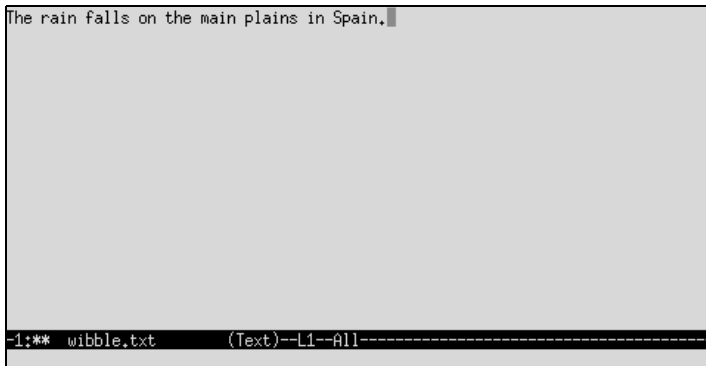 The rain falls on the main plains in Spain.
-1:** wibble.txt (Text)--L1--All---------------------------------------